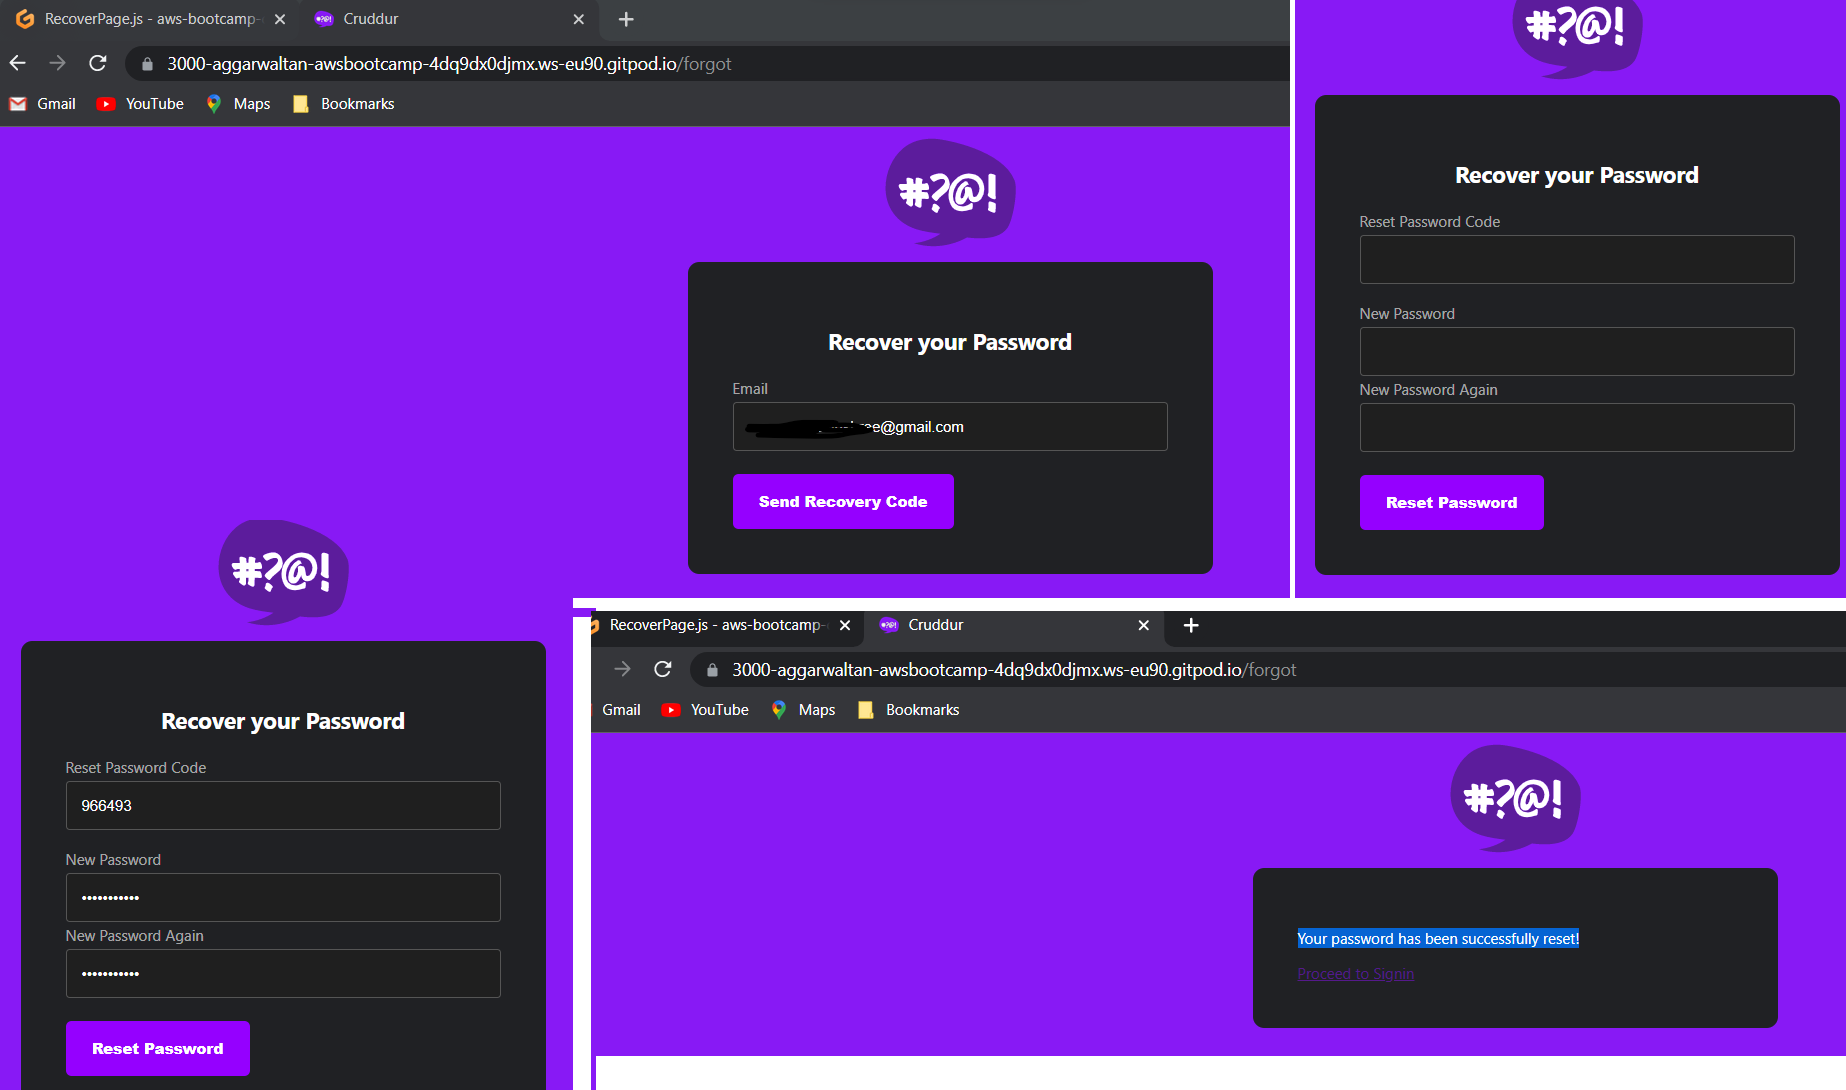 RecoverPage.js - aws-bootcamp-
Cruddur
3000-aggarwaltan-awsbootcamp-4dq9dx0djmx.ws-eu90.gitpod.io/forgot
Gmail
YouTube
Maps
Bookmarks
#?@!
Recover your Password
Email
ee@gmail.com
Send Recovery Code
#?@!
Recover your Password
Reset Password Code
New Password
New Password Again
Reset Password
#?@!
Recover your Password
Reset Password Code
966493
New Password
•••••••••••
New Password Again
•••••••••••
Reset Password
RecoverPage.js - aws-bootcamp-
Cruddur
3000-aggarwaltan-awsbootcamp-4dq9dx0djmx.ws-eu90.gitpod.io/forgot
Gmail
YouTube
Maps
Bookmarks
#?@!
Your password has been successfully reset!
Proceed to Signin